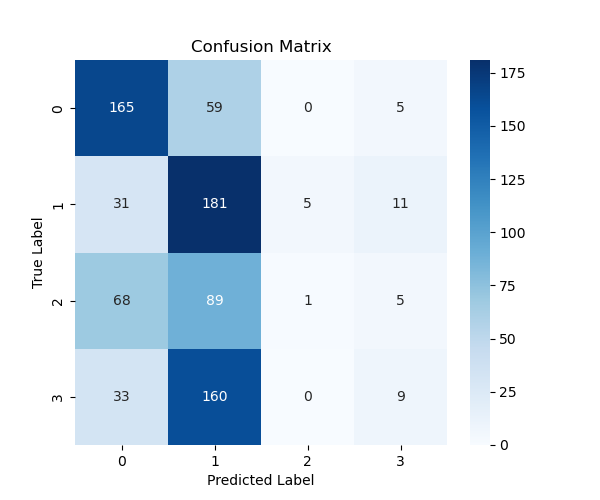 Confusion Matrix
0 165 59 0 5
1 31 181 5 11
2 68 89 1 5
3 33 160 0 9
0 1 2 3
True Label
Predicted Label
175
150
125
100
75
50
25
0